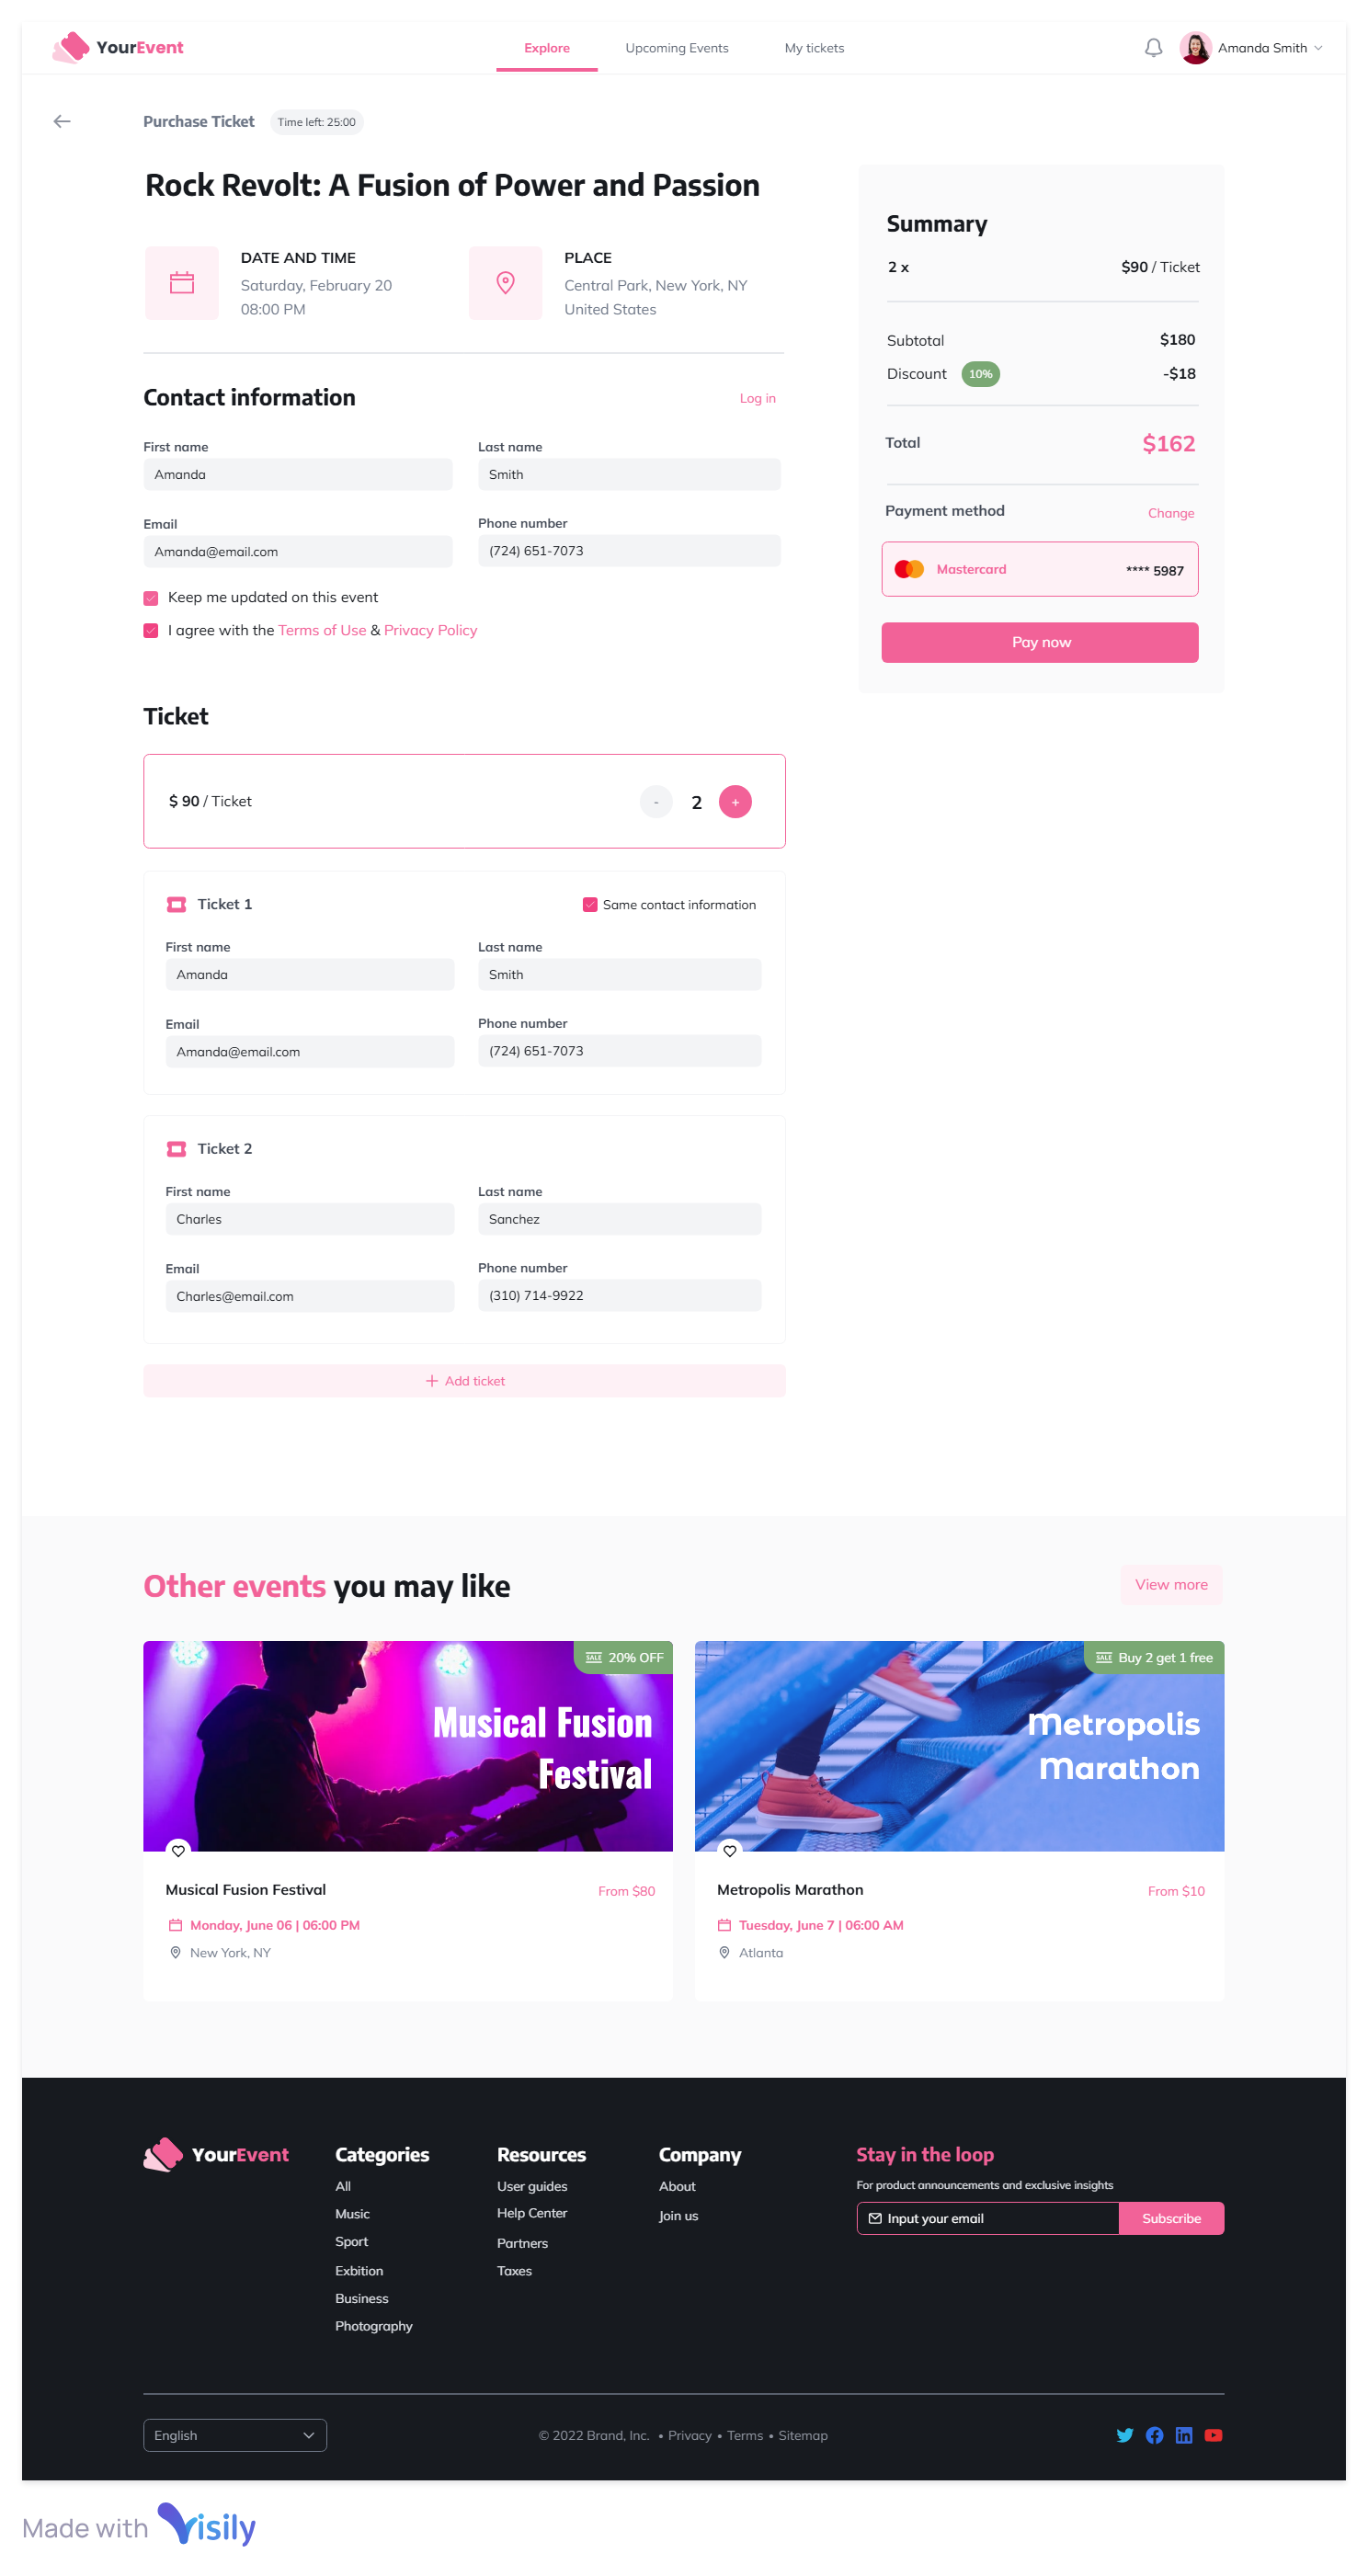 YourEvent
Explore
Upcoming Events
My tickets
Amanda Smith
Purchase Ticket
Time left: 25:00
Rock Revolt: A Fusion of Power and Passion
DATE AND TIME
Saturday, February 20
08:00 PM
PLACE
Central Park, New York, NY
United States
Contact information
Log in
First name
Last name
Amanda
Smith
Email
Phone number
Amanda@email.com
(724) 651-7073
Keep me updated on this event
I agree with the Terms of Use & Privacy Policy
Summary
2 x
$90 / Ticket
Subtotal
$180
Discount
10%
-$18
Total
$162
Payment method
Change
Mastercard
**** 5987
Pay now
Ticket
$ 90 / Ticket
-
2
+
Ticket 1
Same contact information
First name
Last name
Amanda
Smith
Email
Phone number
Amanda@email.com
(724) 651-7073
Ticket 2
First name
Last name
Charles
Sanchez
Email
Phone number
Charles@email.com
(310) 714-9922
Add ticket
Other events you may like
View more
SALE
20% OFF
Musical Fusion
Festival
Musical Fusion Festival
From $80
Monday, June 06 | 06:00 PM
New York, NY
SALE
Buy 2 get 1 free
Metropolis
Marathon
Metropolis Marathon
From $10
Tuesday, June 7 | 06:00 AM
Atlanta
YourEvent
Categories
All
Music
Sport
Exbition
Business
Photography
Resources
User guides
Help Center
Partners
Taxes
Company
About
Join us
Stay in the loop
For product announcements and exclusive insights
Input your email
Subscribe
English
© 2022 Brand, Inc. • Privacy • Terms • Sitemap
Made with Visily